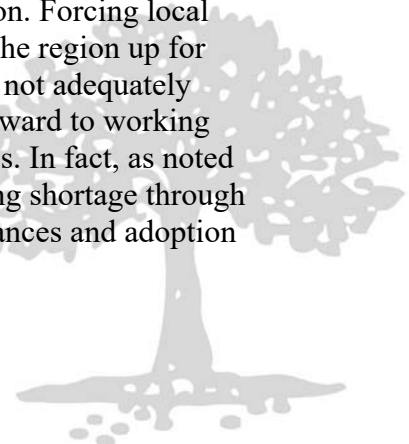 on. Forcing local
he region up for
not adequately
ward to working
s. In fact, as noted
ng shortage through
ances and adoption